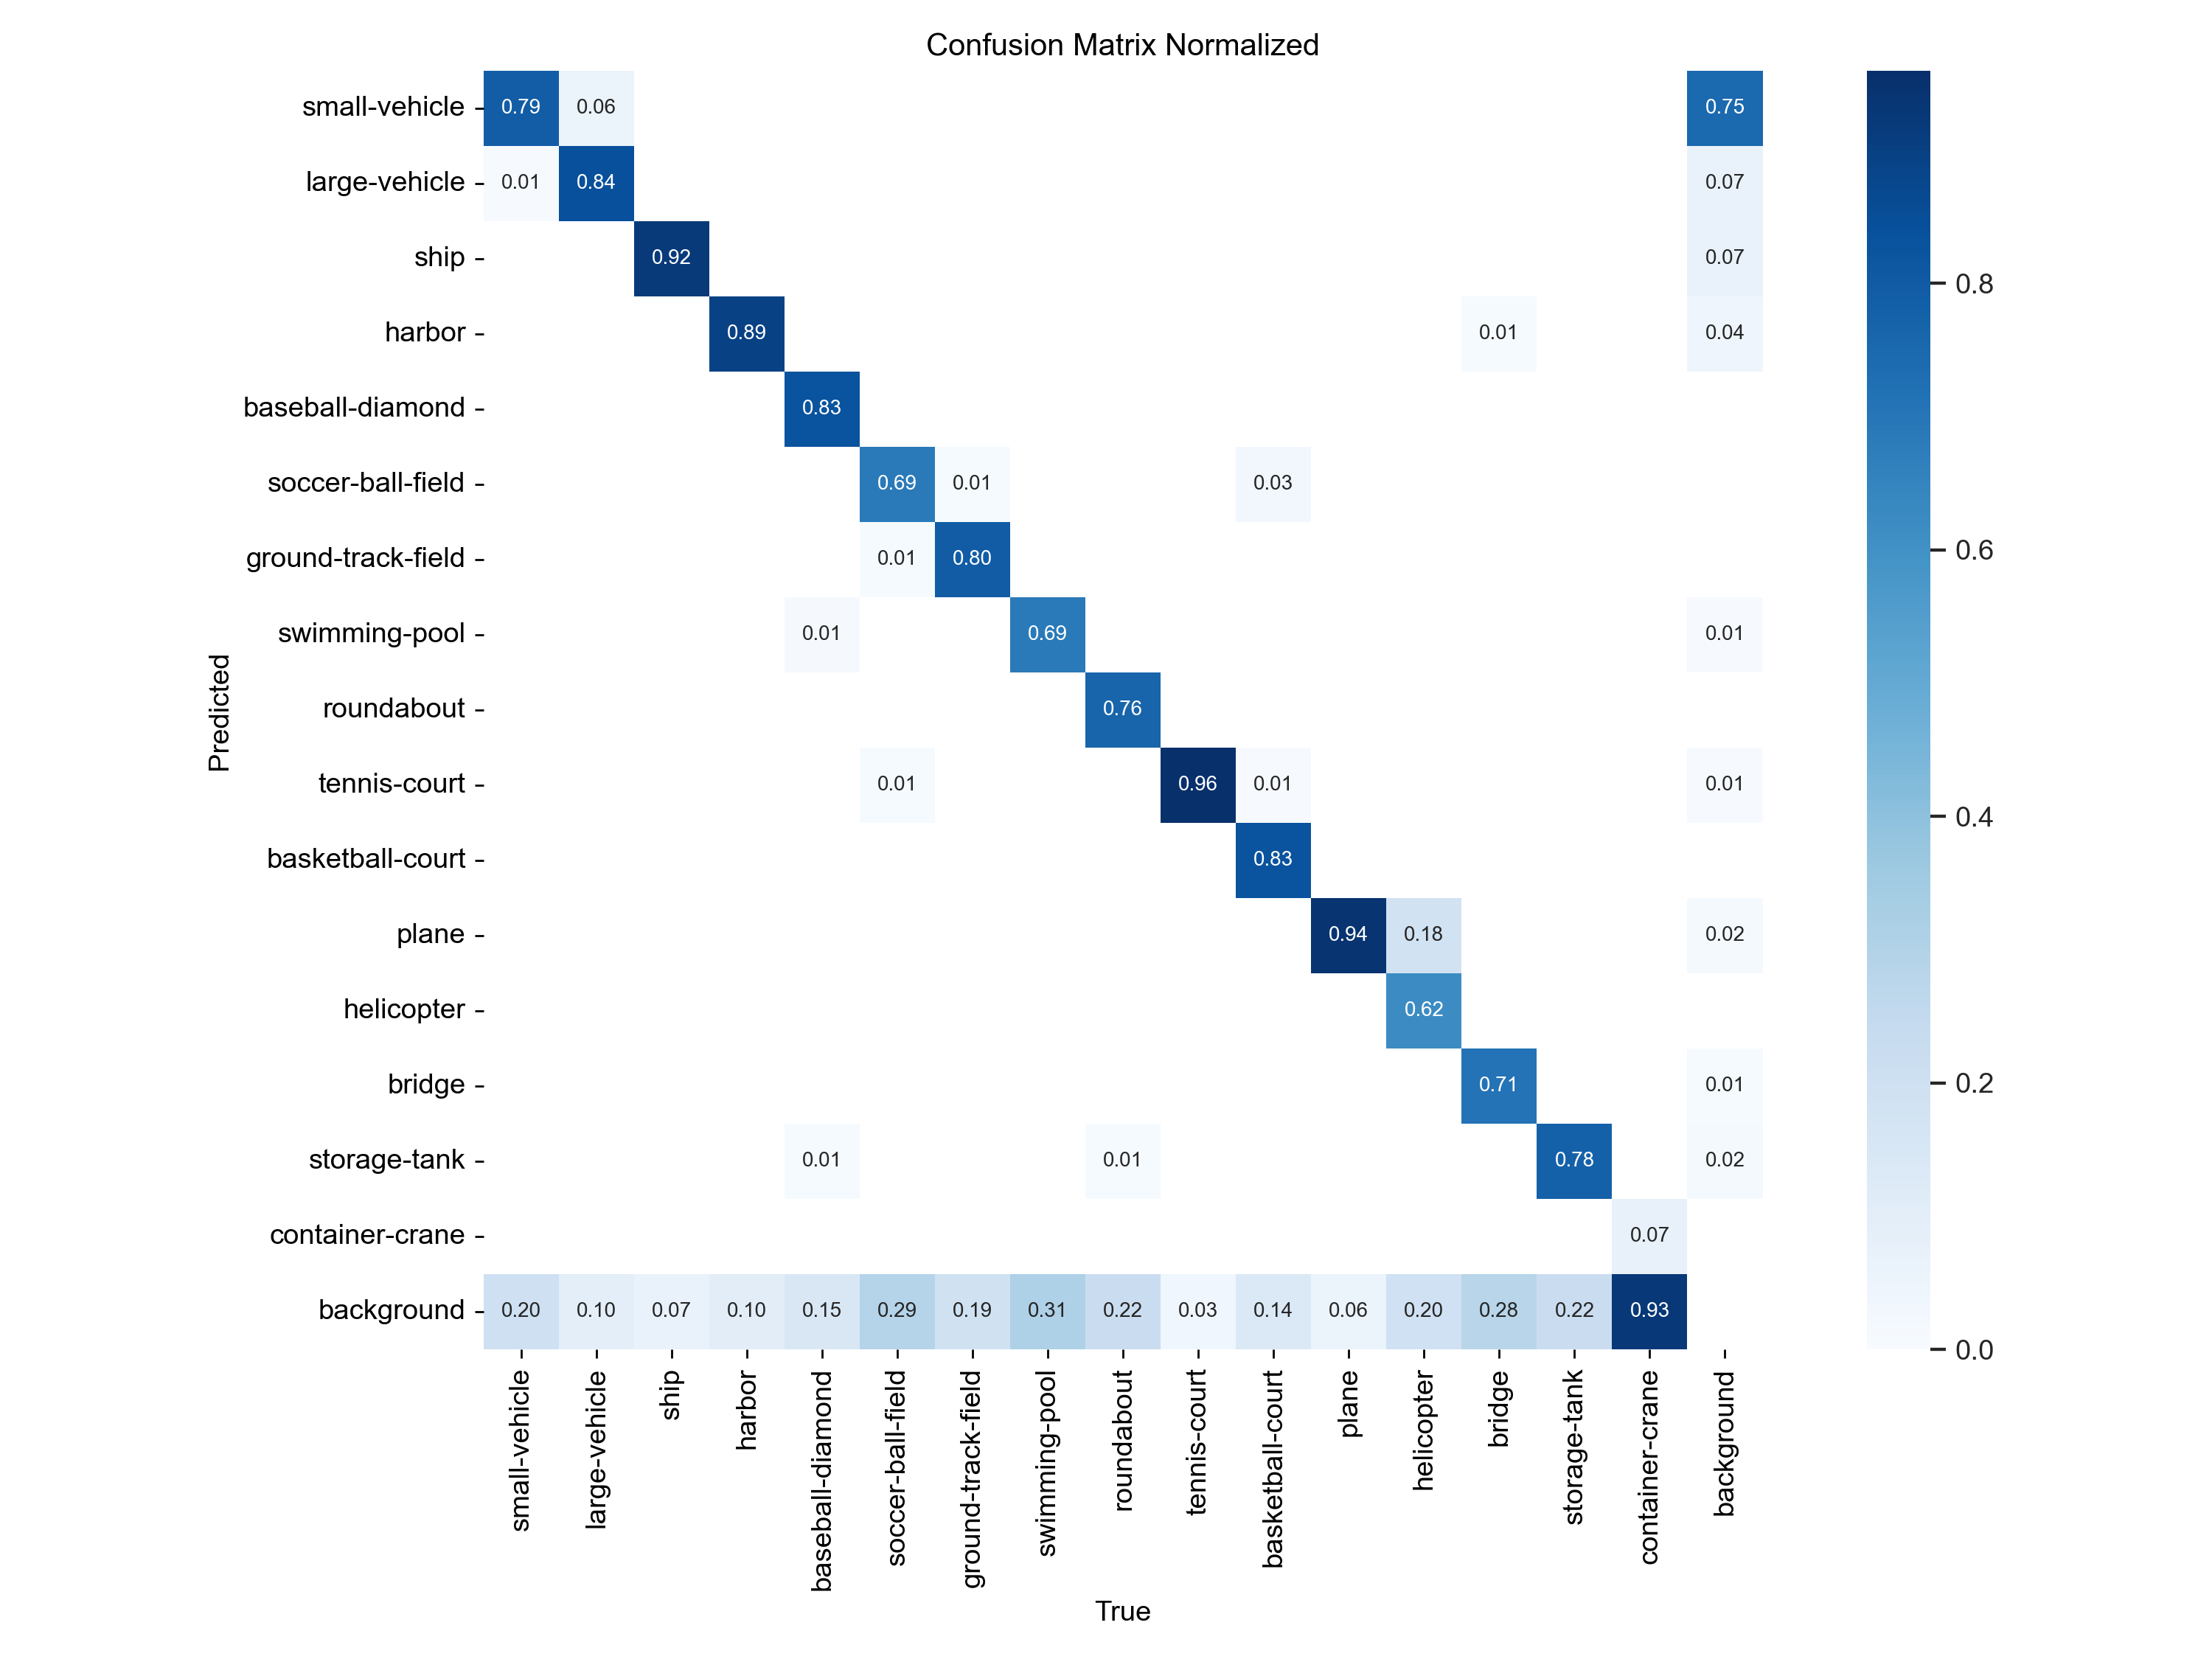 Confusion Matrix Normalized
small-vehicle 0.79 0.06 0.75
large-vehicle 0.01 0.84 0.07
ship 0.92 0.07
harbor 0.89 0.01 0.04
baseball-diamond 0.83
soccer-ball-field 0.69 0.01 0.03
ground-track-field 0.01 0.80
swimming-pool 0.01 0.69 0.01
roundabout 0.76
tennis-court 0.01 0.96 0.01 0.01
basketball-court 0.83
plane 0.94 0.18 0.02
helicopter 0.62
bridge 0.71 0.01
storage-tank 0.01 0.01 0.78 0.02
container-crane 0.07
background 0.20 0.10 0.07 0.10 0.15 0.29 0.19 0.31 0.22 0.03 0.14 0.06 0.20 0.28 0.22 0.93
Predicted
small-vehicle
large-vehicle
ship
harbor
baseball-diamond
soccer-ball-field
ground-track-field
swimming-pool
roundabout
tennis-court
basketball-court
plane
helicopter
bridge
storage-tank
container-crane
background
True
0.8
0.6
0.4
0.2
0.0